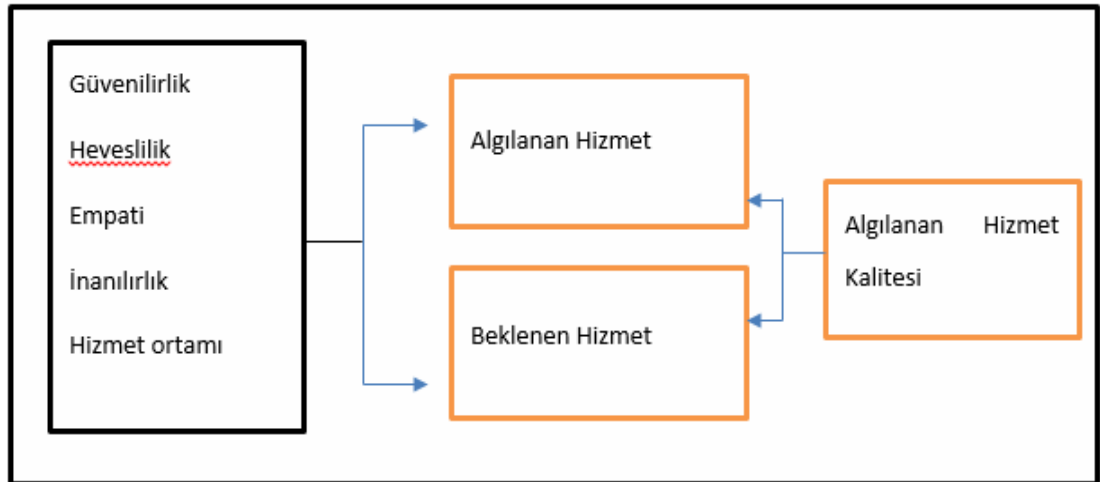 Güvenilirlik
Heveslilik
Empati
İnanılırlık
Hizmet ortamı
Algılanan Hizmet
Beklenen Hizmet
Algılanan Hizmet
Kalitesi